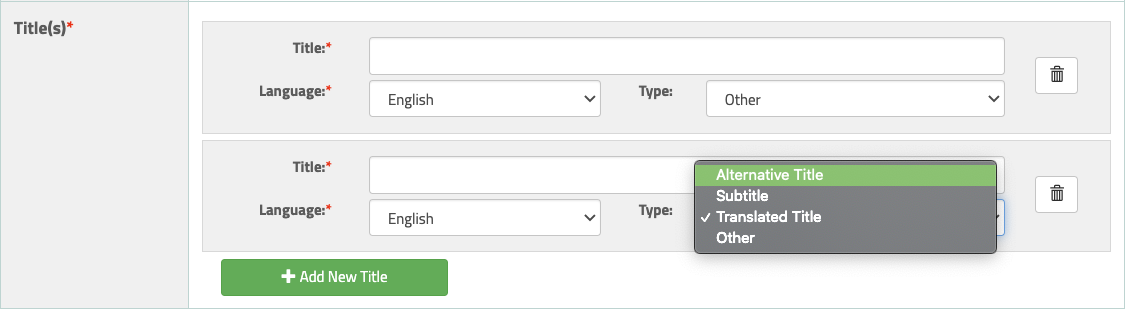 Title(s)*
Title:*
Language:* English Type: Other
Title:*
Language:* English Type:
Alternative Title
Subtitle
✓ Translated Title
Other
+ Add New Title